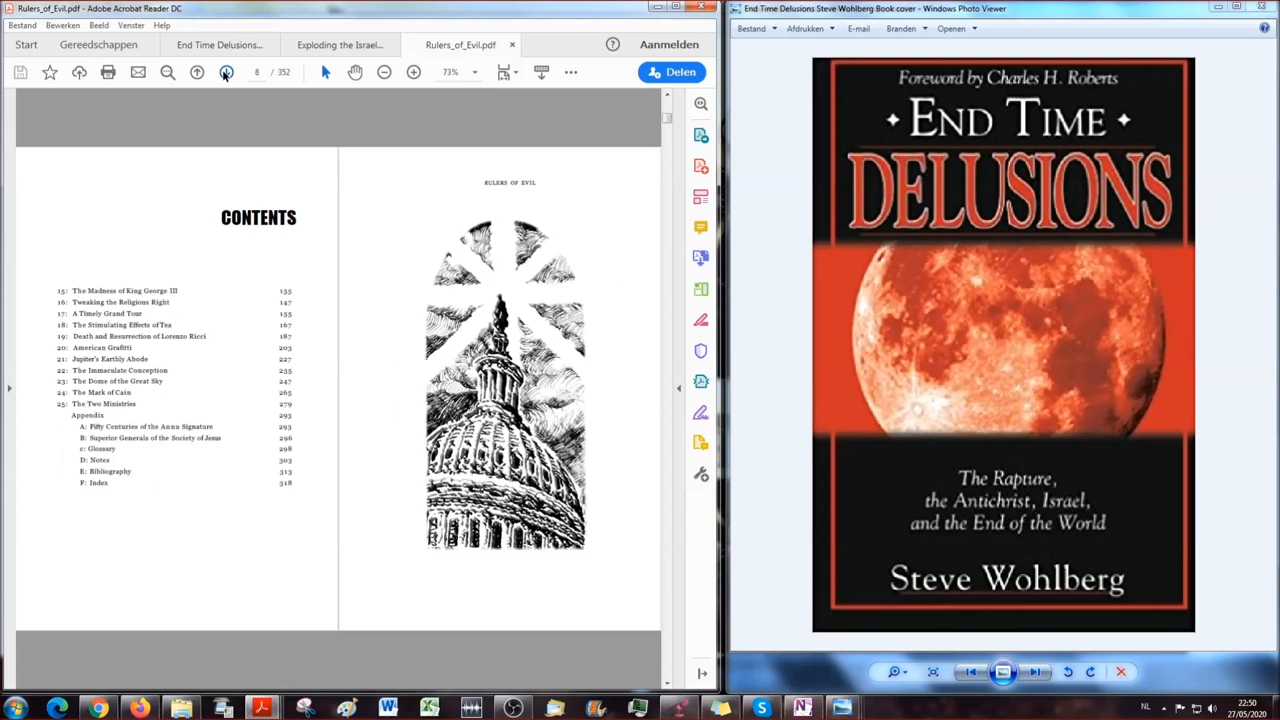 Rulers_of_Evil.pdf - Adobe Acrobat Reader DC
Bestand Bewerken Beeld Venster Help
Start Gereedschappen End Time Delusions... Exploding the Israel... Rulers_of_Evil.pdf × Aanmelden
8 / 352 73% Delen
CONTENTS
15: The Madness of King George III 135
16: Tweaking the Religious Right 147
17: A Timely Grand Tour 155
18: The Stimulating Effects of Tea 167
19: Death and Resurrection of Lorenzo Ricci 187
20: American Grafitti 203
21: Jupiter's Earthly Abode 227
22: The Immaculate Conception 235
23: The Dome of the Great Sky 247
24: The Mark of Cain 265
25: The Two Ministries 279
Appendix 293
A: Fifty Centuries of the Annu Signature 293
B: Superior Generals of the Society of Jesus 296
c: Glossary 298
D: Notes 303
E: Bibliography 313
F: Index 318
RULERS OF EVIL
End Time Delusions Steve Wohlberg Book cover - Windows Photo Viewer
Bestand Afdrukken E-mail Branden Openen
Foreword by Charles H. Roberts
END TIME
DELUSIONS
The Rapture,
the Antichrist, Israel,
and the End of the World
Steve Wohlberg
NL 22:50
27/05/2020